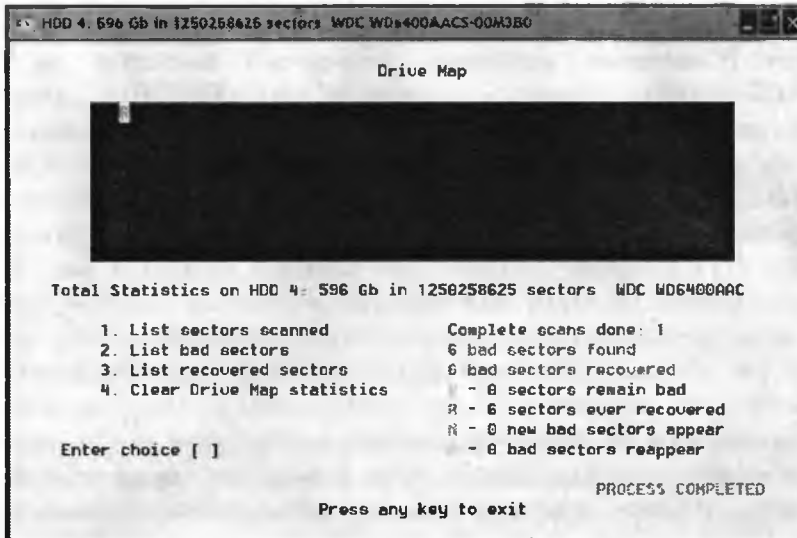 HDD 4. 596 Gb in 1250258625 sectors WDC WD6400AACS-00M3B0
Drive Map
R
Total Statistics on HDD 4: 596 Gb in 1250258625 sectors WDC WD6400AAC
1. List sectors scanned
2. List bad sectors
3. List recovered sectors
4. Clear Drive Map statistics
Enter choice [ ]
Complete scans done: 1
6 bad sectors found
6 bad sectors recovered
- 0 sectors remain bad
R - 6 sectors ever recovered
N - 0 new bad sectors appear
- 0 bad sectors reappear
PROCESS COMPLETED
Press any key to exit